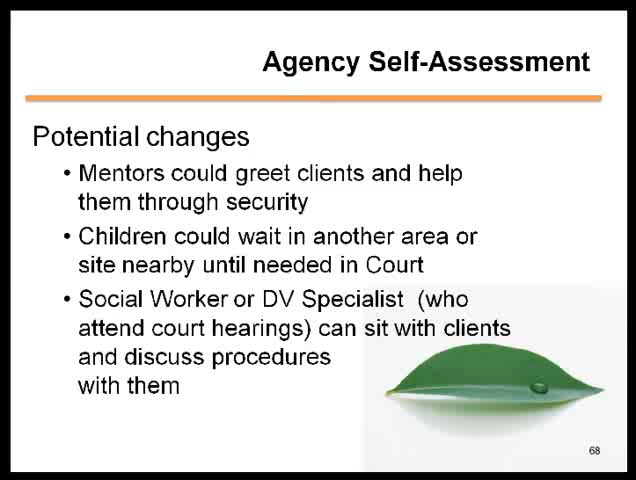 Agency Self-Assessment
Potential changes
• Mentors could greet clients and help
them through security
• Children could wait in another area or
site nearby until needed in Court
• Social Worker or DV Specialist (who
attend court hearings) can sit with clients
and discuss procedures
with them
68